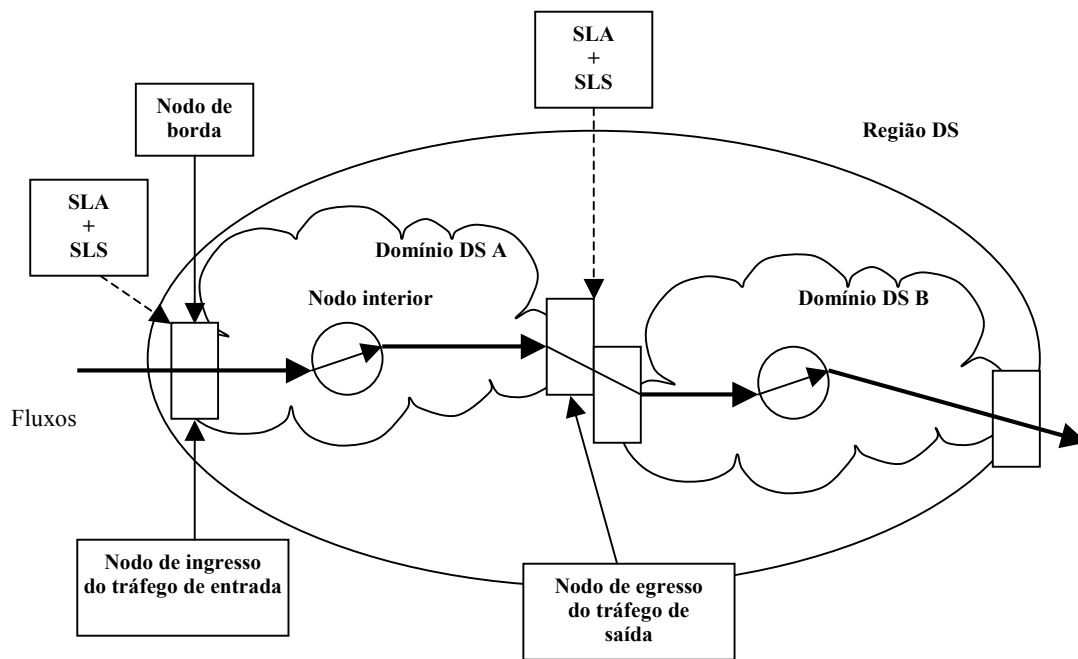 SLA
+
SLS
Nodo de
borda
Região DS
SLA
+
SLS
Domínio DS A
Nodo interior
Domínio DS B
Fluxos
Nodo de ingresso
do tráfego de entrada
Nodo de egresso
do tráfego de
saída